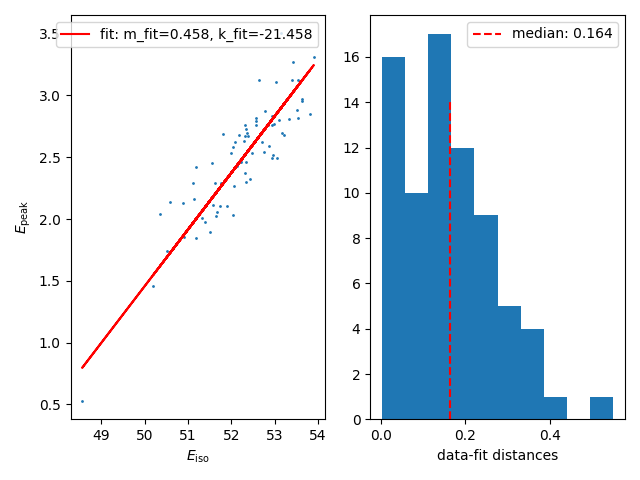 fit: m_fit=0.458, k_fit=-21.458
3.5
3.0
2.5
2.0
1.5
1.0
0.5
E_peak
49 50 51 52 53 54
E_iso
median: 0.164
16
14
12
10
8
6
4
2
0
0.0 0.2 0.4
data-fit distances